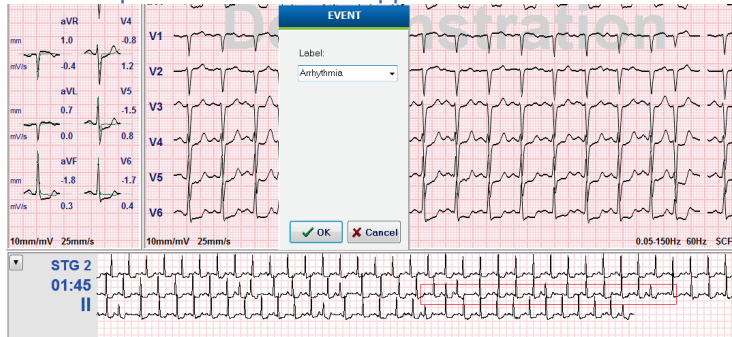 Demonstration
EVENT
Label:
Arrhythmia
OK
Cancel
aVR
V4
mm
1.0
-0.8
mV/s
-0.4
1.2
aVL
V5
mm
0.7
-1.5
mV/s
0.0
0.8
aVF
V6
mm
-1.8
-1.7
mV/s
0.3
0.4
10mm/mV 25mm/s
V1
V2
V3
V4
V5
V6
10mm/mV 25mm/s
0.05-150Hz 60Hz SCF
STG 2
01:45
II